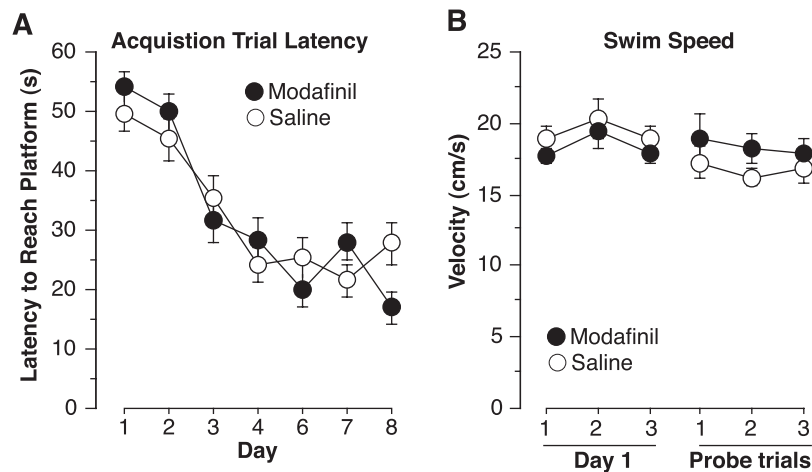 A
Acquistion Trial Latency
60
50
40
30
20
10
0
Latency to Reach Platform (s)
Modafinil
Saline
1 2 3 4 6 7 8
Day
B
Swim Speed
25
20
15
10
5
0
Velocity (cm/s)
Modafinil
Saline
1 2 3 1 2 3
Day 1 Probe trials